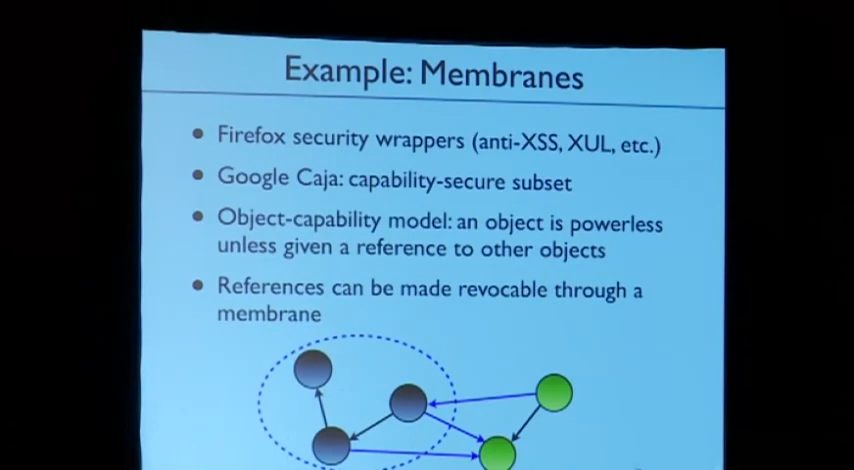 Example: Membranes
• Firefox security wrappers (anti-XSS, XUL, etc.)
• Google Caja: capability-secure subset
• Object-capability model: an object is powerless
unless given a reference to other objects
• References can be made revocable through a
membrane